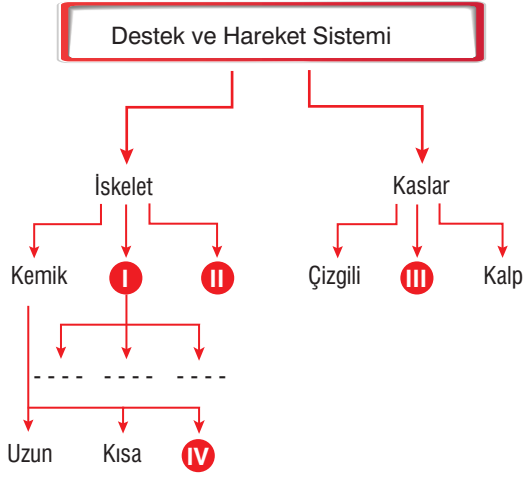 Destek ve Hareket Sistemi
İskelet Kaslar
Kemik I II Çizgili III Kalp
- - - - - - - - - - - -
Uzun Kısa IV